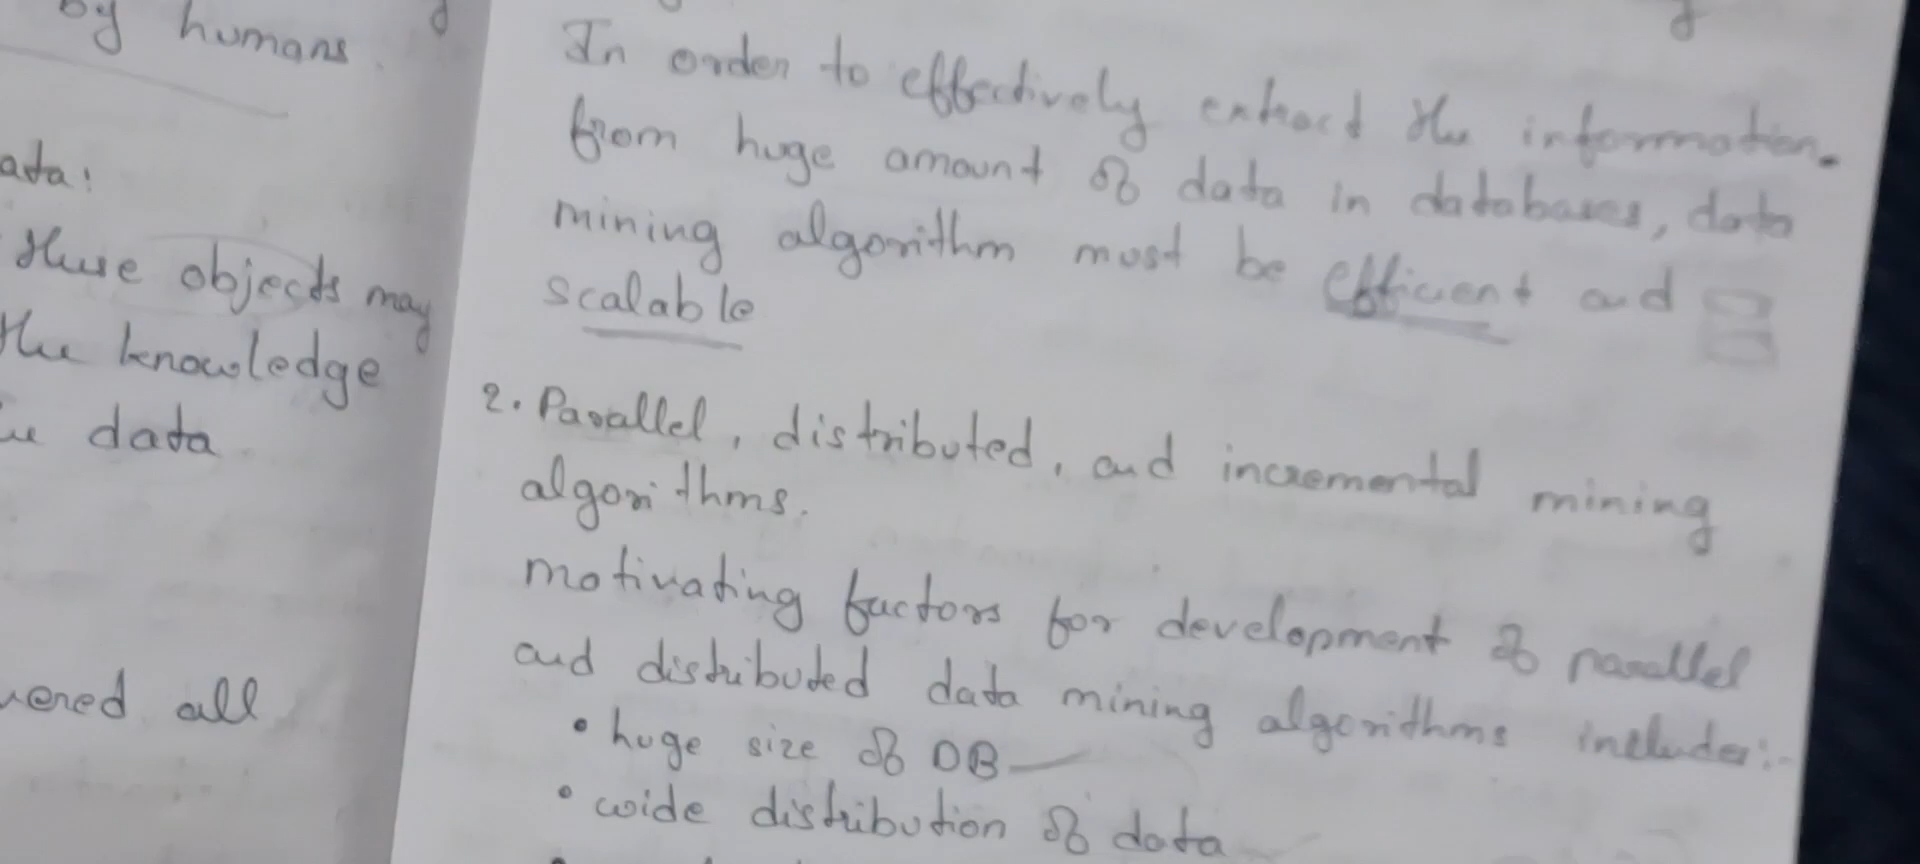 by humans.
ata:
these objects may
the knowledge
data
all
In order to effectively extract the information
from huge amount of data in databases, data
mining algorithm must be efficient and
scalable
2. Parallel, distributed, and incremental mining
algorithms.
motivating factors for development of parallel
and distributed data mining algorithms includes:-
• huge size of DB
• wide distribution of data